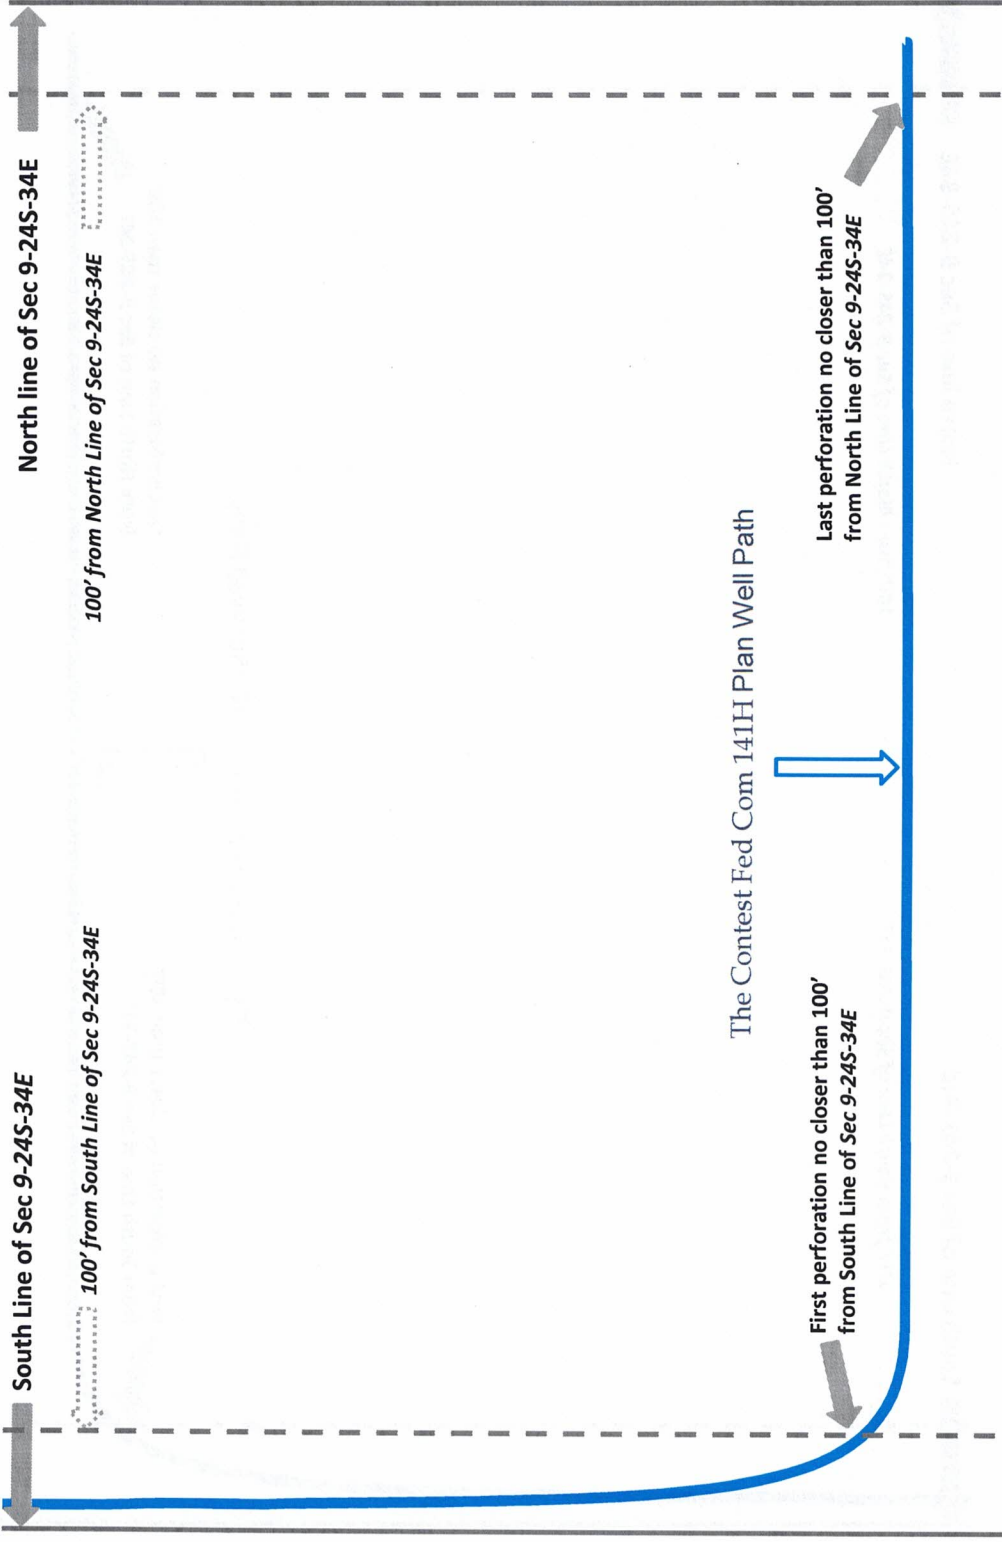 South Line of Sec 9-24S-34E
North line of Sec 9-24S-34E
100' from South Line of Sec 9-24S-34E
100' from North Line of Sec 9-24S-34E
The Contest Fed Com 141H Plan Well Path
First perforation no closer than 100'
from South Line of Sec 9-24S-34E
Last perforation no closer than 100'
from North Line of Sec 9-24S-34E